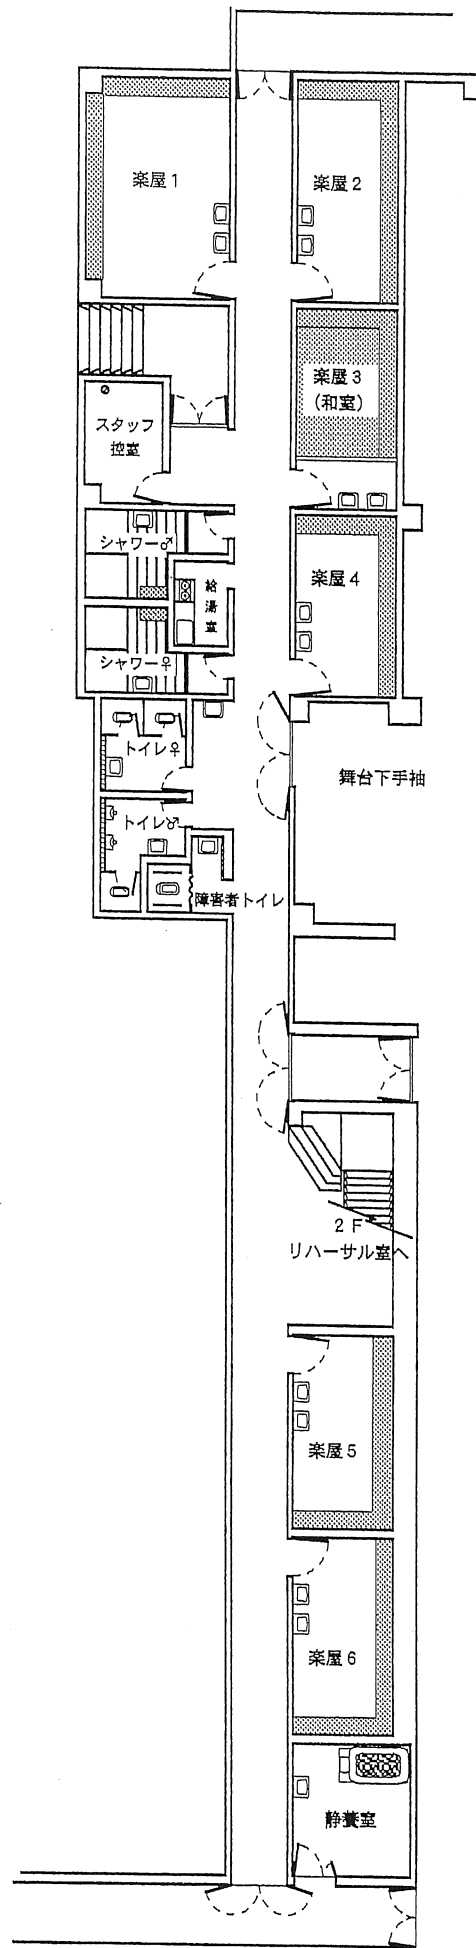 楽屋1
楽屋2
楽屋3
(和室)
スタッフ
控室
シャワー♂
給
湯
室
楽屋4
シャワー♀
トイレ♀
舞台下手袖
トイレ♂
障害者トイレ
2F
リハーサル室へ
楽屋5
楽屋6
静養室